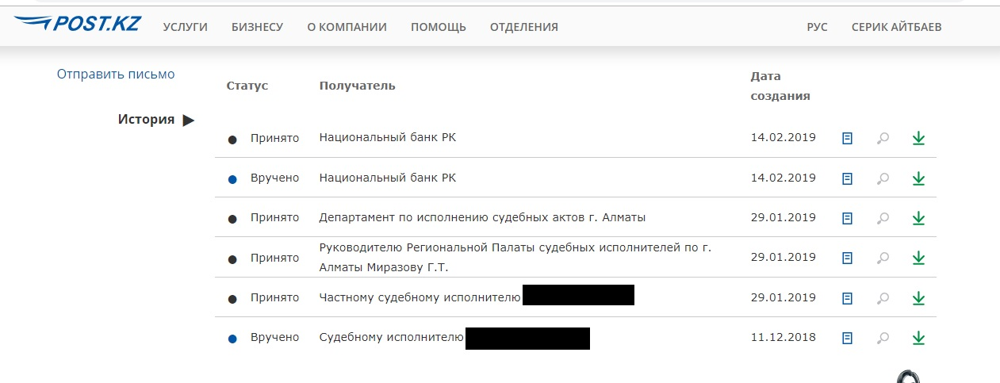 POST.KZ УСЛУГИ БИЗНЕСУ О КОМПАНИИ ПОМОЩЬ ОТДЕЛЕНИЯ РУС СЕРИК АЙТБАЕВ
Отправить письмо
История
Статус Получатель Дата
создания
Принято Национальный банк РК 14.02.2019
Вручено Национальный банк РК 14.02.2019
Принято Департамент по исполнению судебных актов г. Алматы 29.01.2019
Принято Руководителю Региональной Палаты судебных исполнителей по г. 29.01.2019
Алматы Миразову Г.Т.
Принято Частному судебному исполнителю 29.01.2019
Вручено Судебному исполнителю 11.12.2018